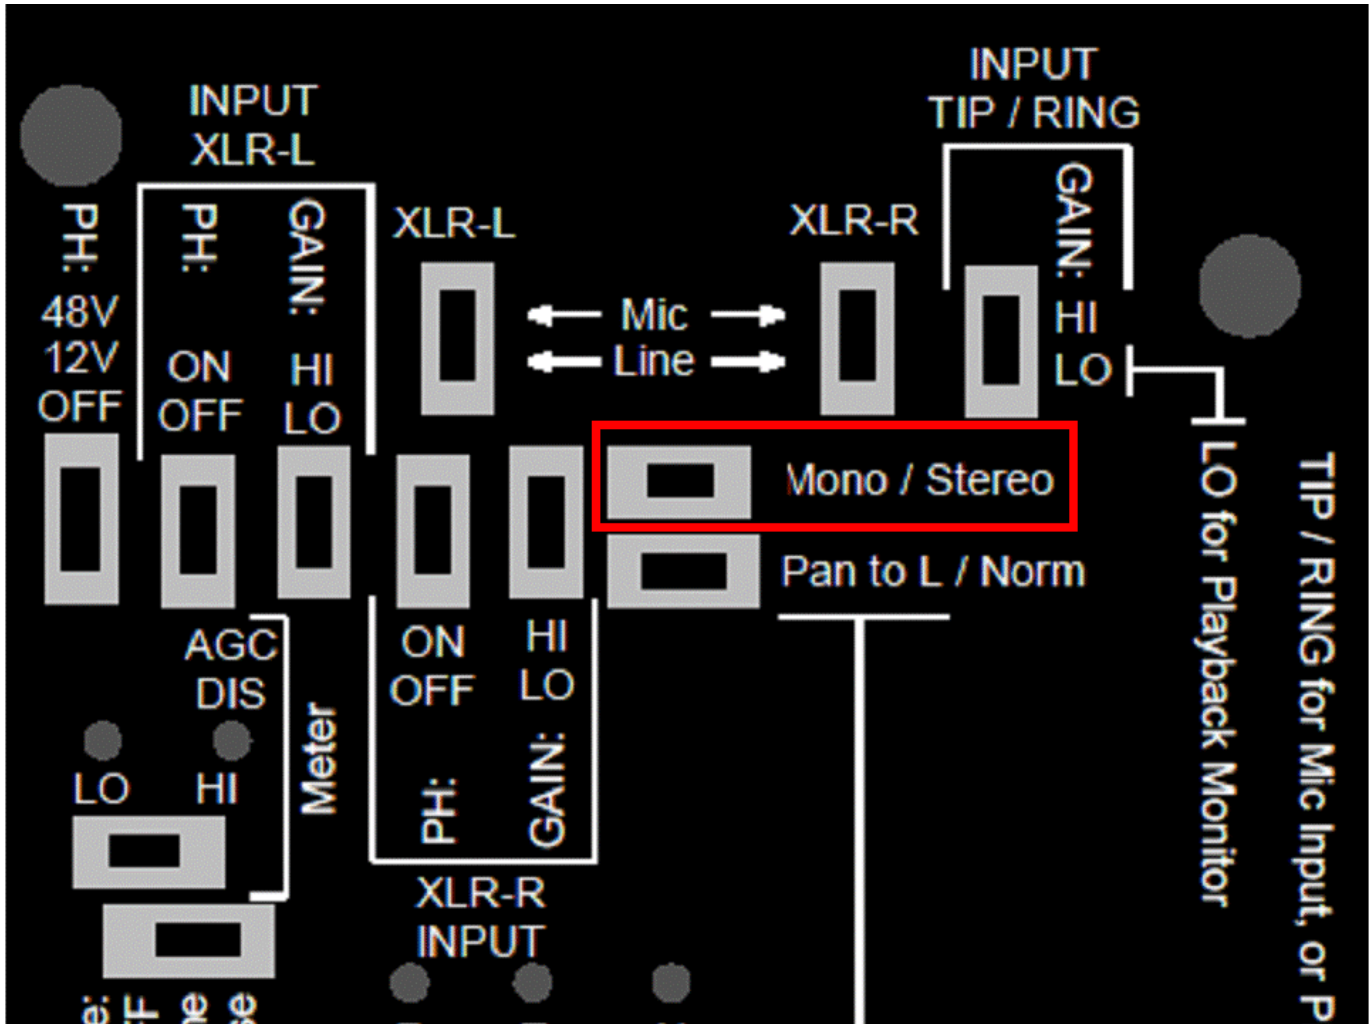 INPUT
XLR-L
INPUT
TIP / RING
PH:
48V
12V
OFF
PH:
ON
OFF
GAIN:
HI
LO
XLR-L
Mic
Line
XLR-R
GAIN:
HI
LO
Mono / Stereo
Pan to L / Norm
AGC
DIS
LO
HI
Meter
ON
OFF
HI
LO
PH:
GAIN:
XLR-R
INPUT
LO for Playback Monitor
TIP / RING for Mic Input, or P